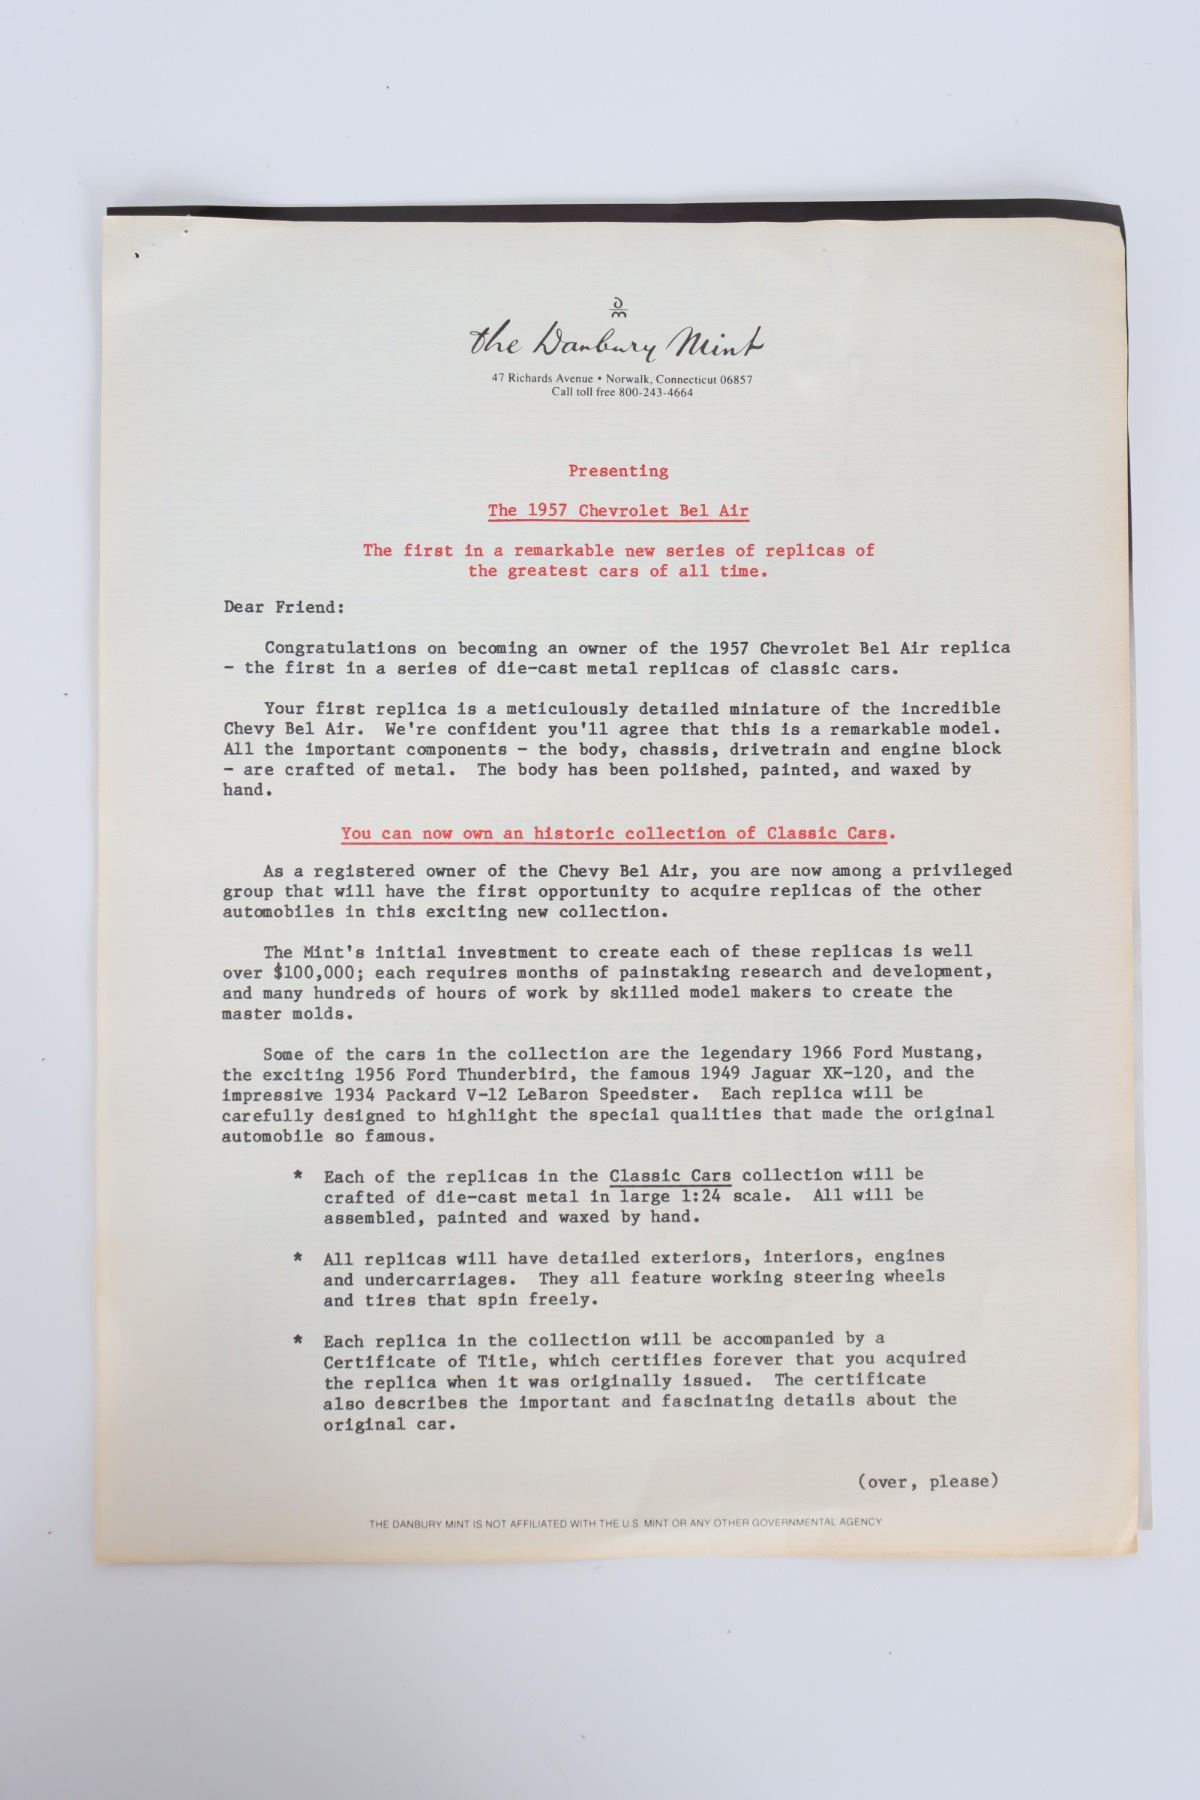 the Danbury Mint
47 Richards Avenue • Norwalk, Connecticut 06857
Call toll free 800-243-4664
Presenting
The 1957 Chevrolet Bel Air
The first in a remarkable new series of replicas of
the greatest cars of all time.
Dear Friend:
Congratulations on becoming an owner of the 1957 Chevrolet Bel Air replica
- the first in a series of die-cast metal replicas of classic cars.
Your first replica is a meticulously detailed miniature of the incredible
Chevy Bel Air. We're confident you'll agree that this is a remarkable model.
All the important components - the body, chassis, drivetrain and engine block
- are crafted of metal. The body has been polished, painted, and waxed by
hand.
You can now own an historic collection of Classic Cars.
As a registered owner of the Chevy Bel Air, you are now among a privileged
group that will have the first opportunity to acquire replicas of the other
automobiles in this exciting new collection.
The Mint's initial investment to create each of these replicas is well
over $100,000; each requires months of painstaking research and development,
and many hundreds of hours of work by skilled model makers to create the
master molds.
Some of the cars in the collection are the legendary 1966 Ford Mustang,
the exciting 1956 Ford Thunderbird, the famous 1949 Jaguar XK-120, and the
impressive 1934 Packard V-12 LeBaron Speedster. Each replica will be
carefully designed to highlight the special qualities that made the original
automobile so famous.
* Each of the replicas in the Classic Cars collection will be
crafted of die-cast metal in large 1:24 scale. All will be
assembled, painted and waxed by hand.
* All replicas will have detailed exteriors, interiors, engines
and undercarriages. They all feature working steering wheels
and tires that spin freely.
* Each replica in the collection will be accompanied by a
Certificate of Title, which certifies forever that you acquired
the replica when it was originally issued. The certificate
also describes the important and fascinating details about the
original car.
(over, please)
THE DANBURY MINT IS NOT AFFILIATED WITH THE U.S. MINT OR ANY OTHER GOVERNMENTAL AGENCY